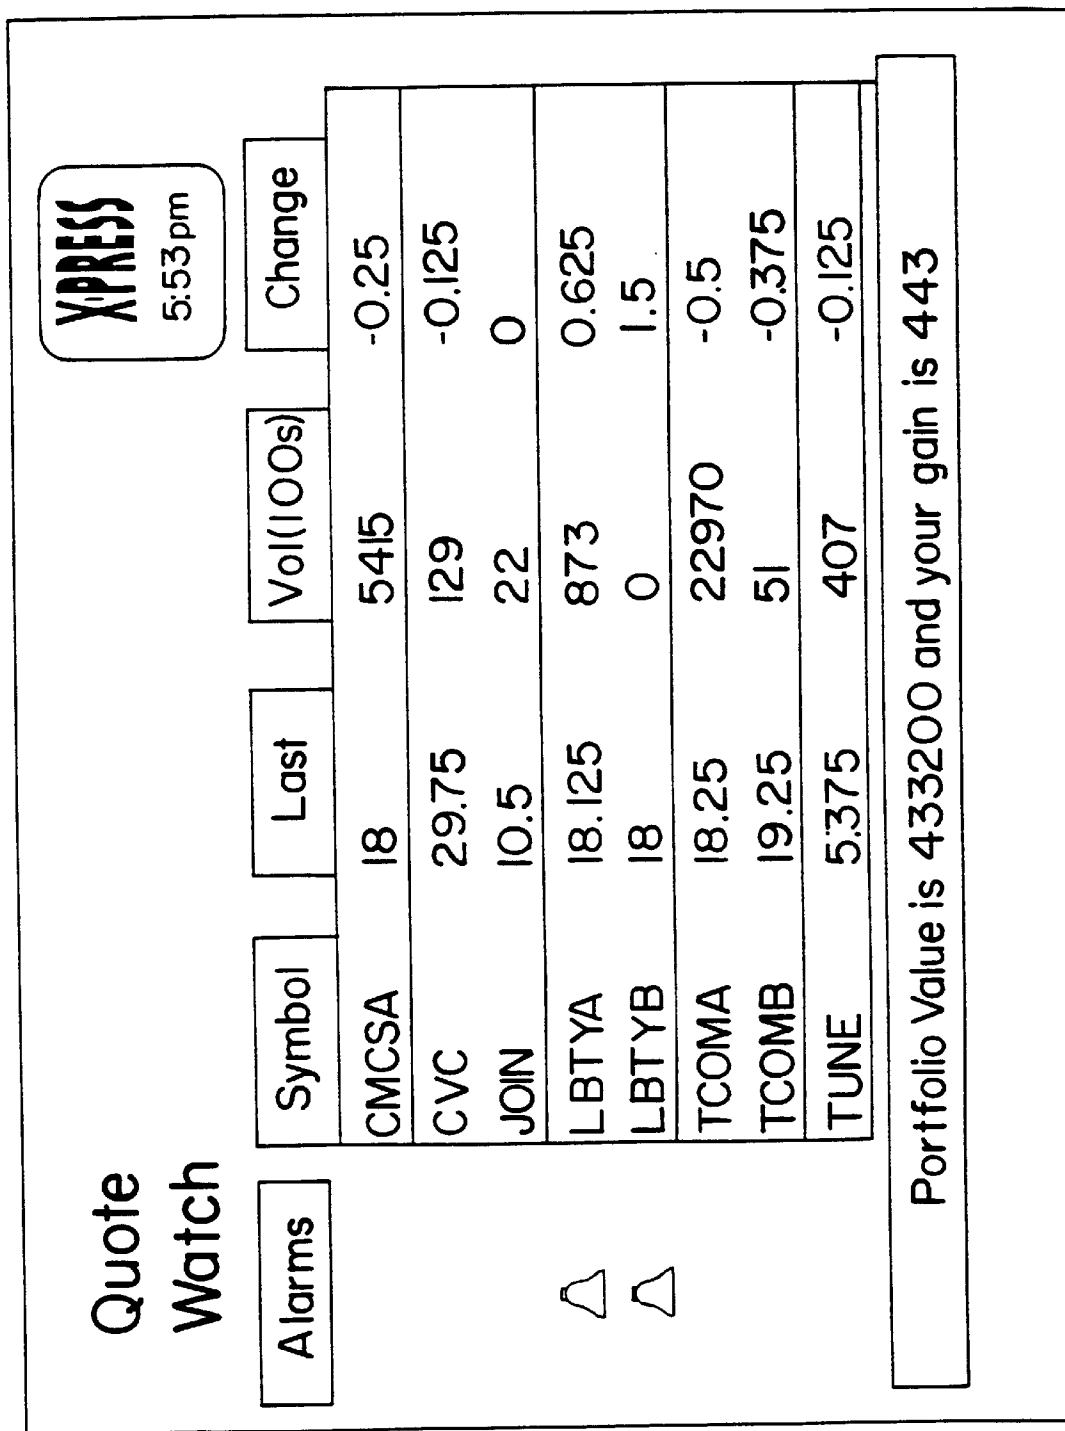 Quote
Watch
X·PRESS
5:53pm
Alarms Symbol Last Vol(100s) Change
CMCSA 18 5415 -0.25
CVC 29.75 129 -0.125
JOIN 10.5 22 0
LBTYA 18.125 873 0.625
LBTYB 18 0 1.5
TCOMA 18.25 22970 -0.5
TCOMB 19.25 51 -0.375
TUNE 5.375 407 -0.125
Portfolio Value is 433200 and your gain is 443